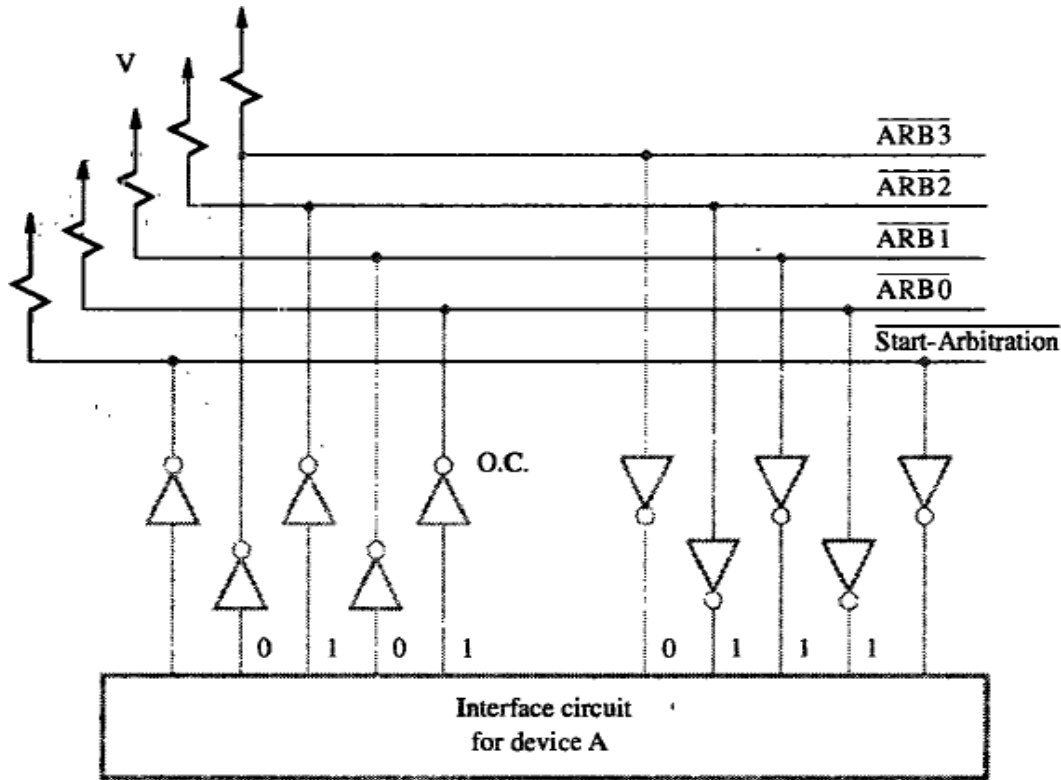 V
ARB3
ARB2
ARB1
ARB0
Start-Arbitration
O.C.
0 1 0 1 0 1 1 1
Interface circuit
for device A